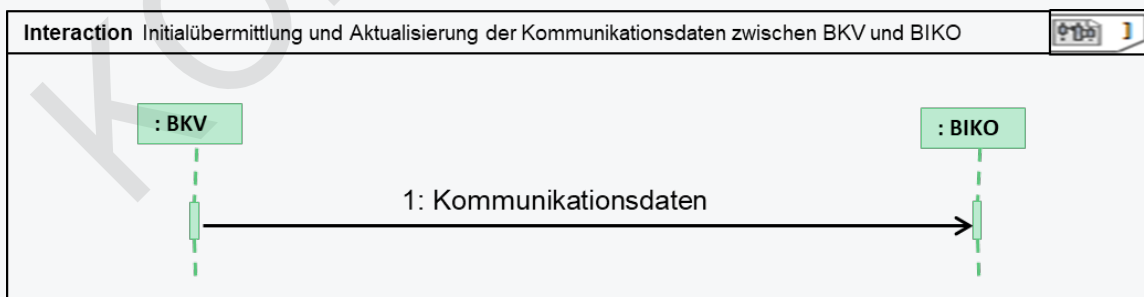 Interaction Initialübermittlung und Aktualisierung der Kommunikationsdaten zwischen BKV und BIKO
: BKV
: BIKO
1: Kommunikationsdaten